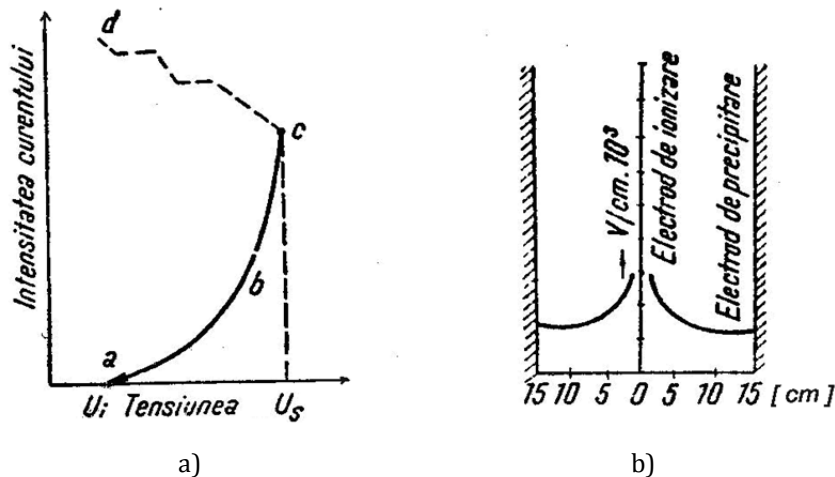 d
c
b
a
Intensitatea curentului
Ui Tensiunea Us
a)
V/cm.10³
Electrod de ionizare
Electrod de precipitare
15 10 5 0 5 10 15 [cm]
b)